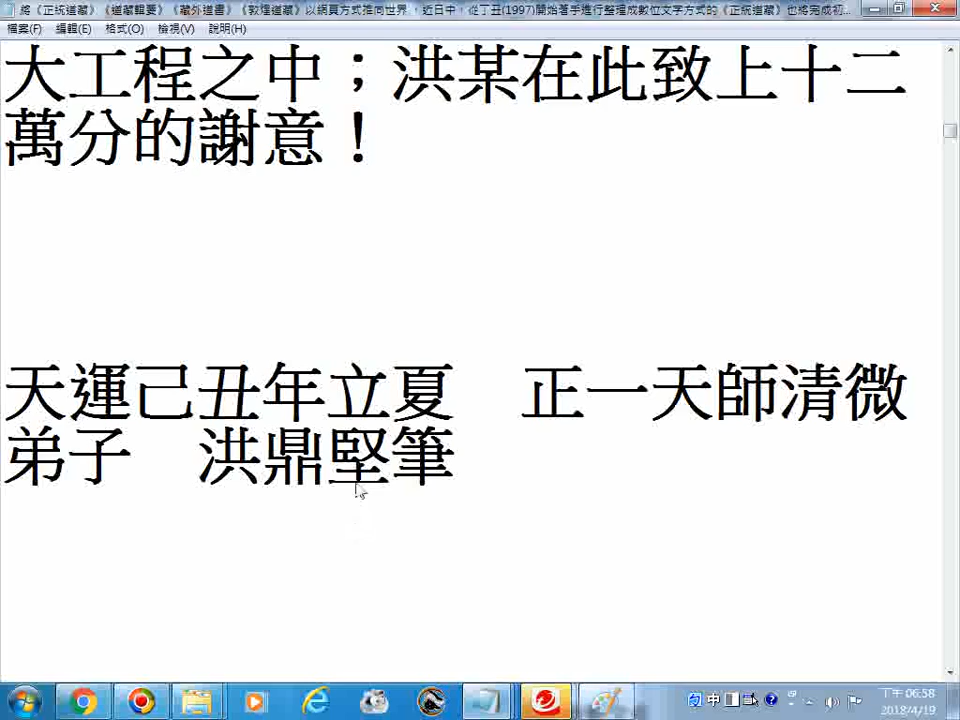 將《正統道藏》《道藏輯要》《藏外道書》《敦煌道藏》以網頁方式推向世界，近日中，從丁丑(1997)開始著手進行整理成數位文字方式的《正統道藏》也將完成初...
檔案(F) 編輯(E) 格式(O) 檢視(V) 說明(H)
大工程之中；洪某在此致上十二
萬分的謝意！
天運己丑年立夏　正一天師清微
弟子　洪鼎堅筆
中
下午 06:58
2018/4/19